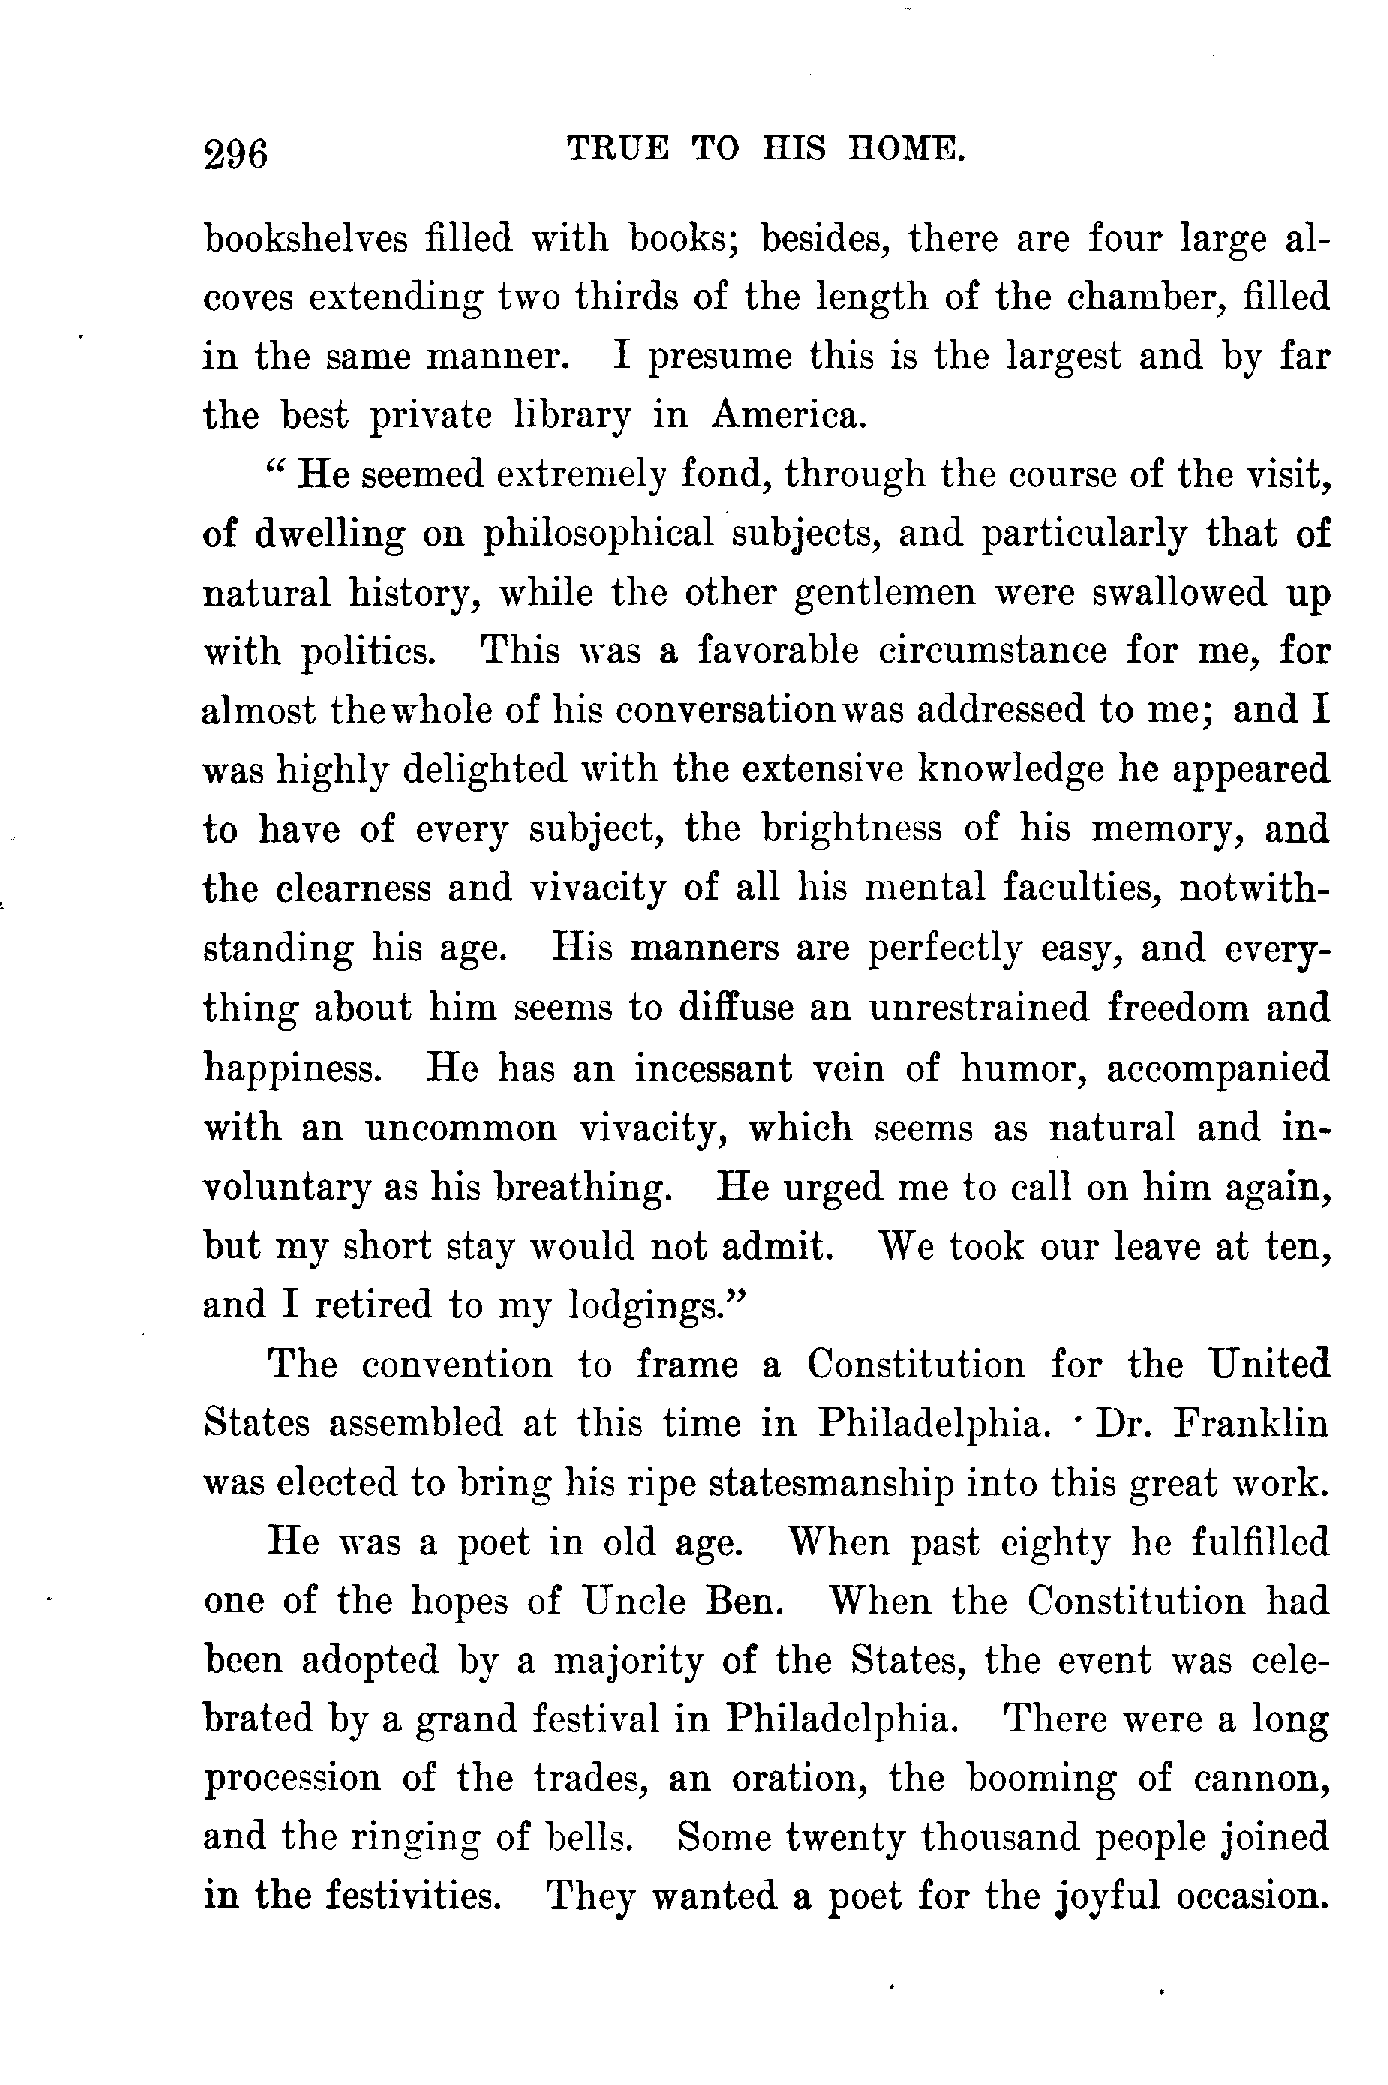 296 TRUE TO HIS HOME.
bookshelves filled with books; besides, there are four large al-
coves extending two thirds of the length of the chamber, filled
in the same manner. I presume this is the largest and by far
the best private library in America.
“ He seemed extremely fond, through the course of the visit,
of dwelling on philosophical subjects, and particularly that of
natural history, while the other gentlemen were swallowed up
with politics. This was a favorable circumstance for me, for
almost the whole of his conversation was addressed to me; and I
was highly delighted with the extensive knowledge he appeared
to have of every subject, the brightness of his memory, and
the clearness and vivacity of all his mental faculties, notwith-
standing his age. His manners are perfectly easy, and every-
thing about him seems to diffuse an unrestrained freedom and
happiness. He has an incessant vein of humor, accompanied
with an uncommon vivacity, which seems as natural and in-
voluntary as his breathing. He urged me to call on him again,
but my short stay would not admit. We took our leave at ten,
and I retired to my lodgings.”
The convention to frame a Constitution for the United
States assembled at this time in Philadelphia. Dr. Franklin
was elected to bring his ripe statesmanship into this great work.
He was a poet in old age. When past eighty he fulfilled
one of the hopes of Uncle Ben. When the Constitution had
been adopted by a majority of the States, the event was cele-
brated by a grand festival in Philadelphia. There were a long
procession of the trades, an oration, the booming of cannon,
and the ringing of bells. Some twenty thousand people joined
in the festivities. They wanted a poet for the joyful occasion.